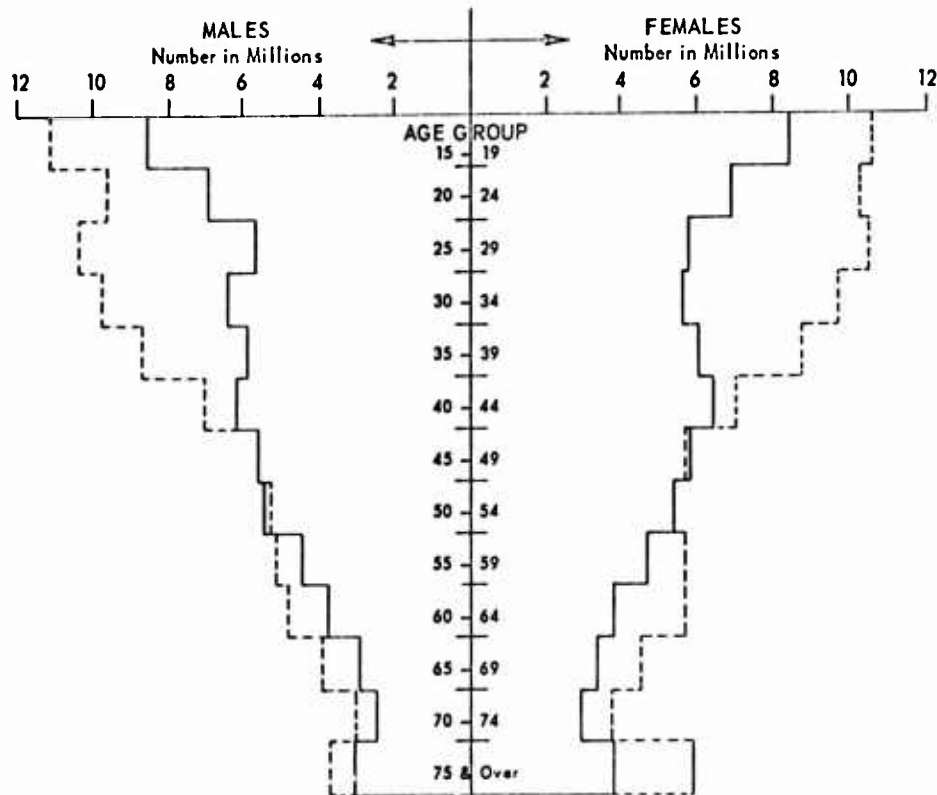 MALES FEMALES
Number in Millions Number in Millions
12 10 8 6 4 2 2 4 6 8 10 12
AGE GROUP
15 - 19
20 - 24
25 - 29
30 - 34
35 - 39
40 - 44
45 - 49
50 - 54
55 - 59
60 - 64
65 - 69
70 - 74
75 & Over